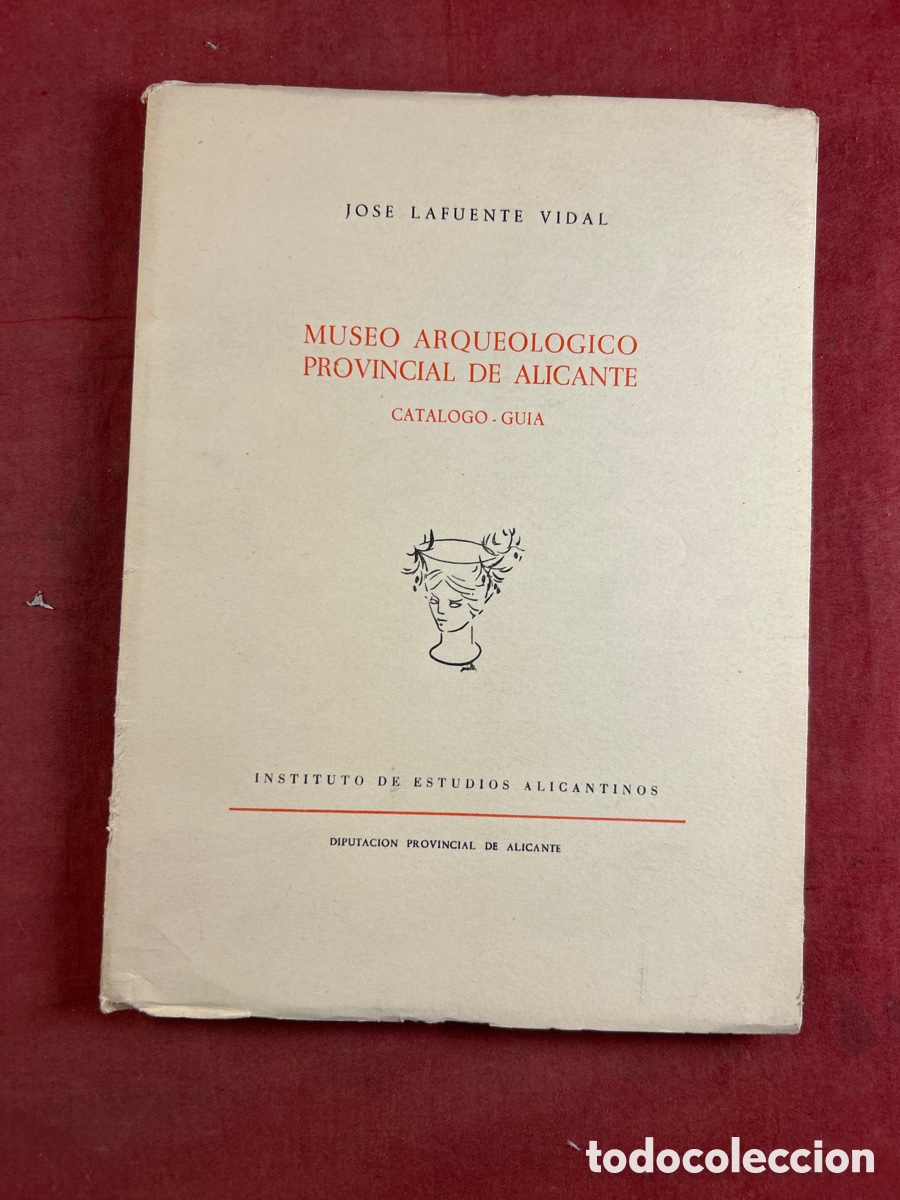 JOSE LAFUENTE VIDAL
MUSEO ARQUEOLOGICO
PROVINCIAL DE ALICANTE
CATALOGO - GUIA
INSTITUTO DE ESTUDIOS ALICANTINOS
DIPUTACION PROVINCIAL DE ALICANTE
todocoleccion